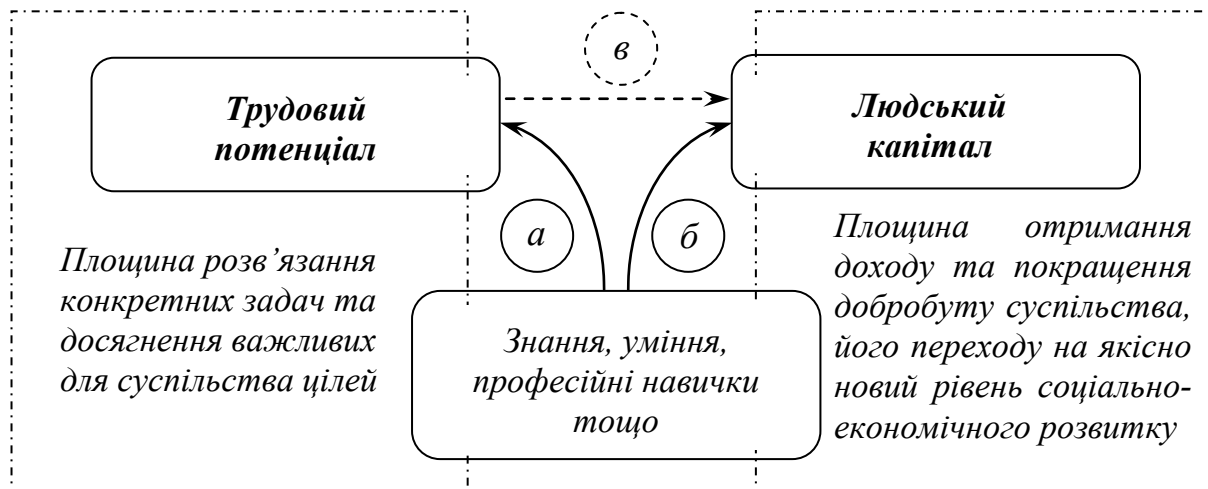 в
Трудовий
потенціал
Людський
капітал
а
б
Площина розв’язання
конкретних задач та
досягнення важливих
для суспільства цілей
Знання, уміння,
професійні навички
тощо
Площина отримання
доходу та покращення
добробуту суспільства,
його переходу на якісно
новий рівень соціально-
економічного розвитку